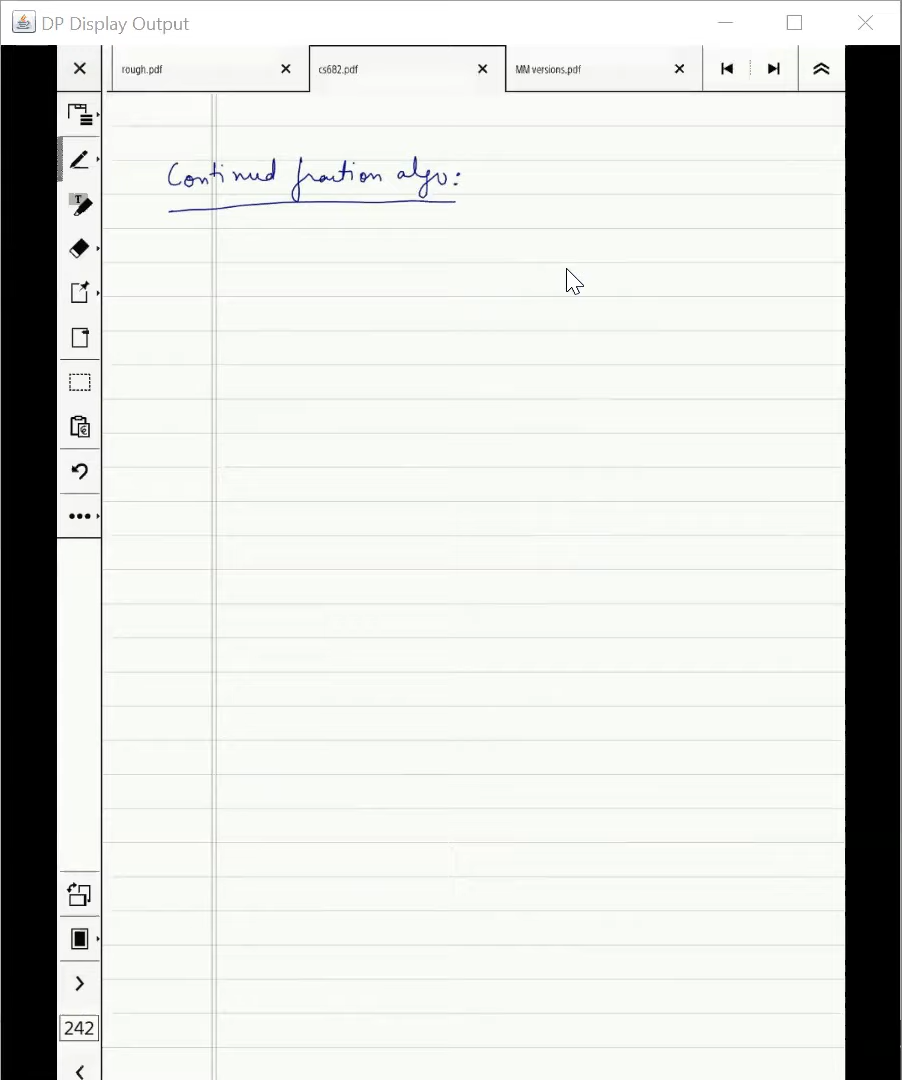 DP Display Output
rough.pdf
cs682.pdf
MM versions.pdf
Continued fraction algo:
242